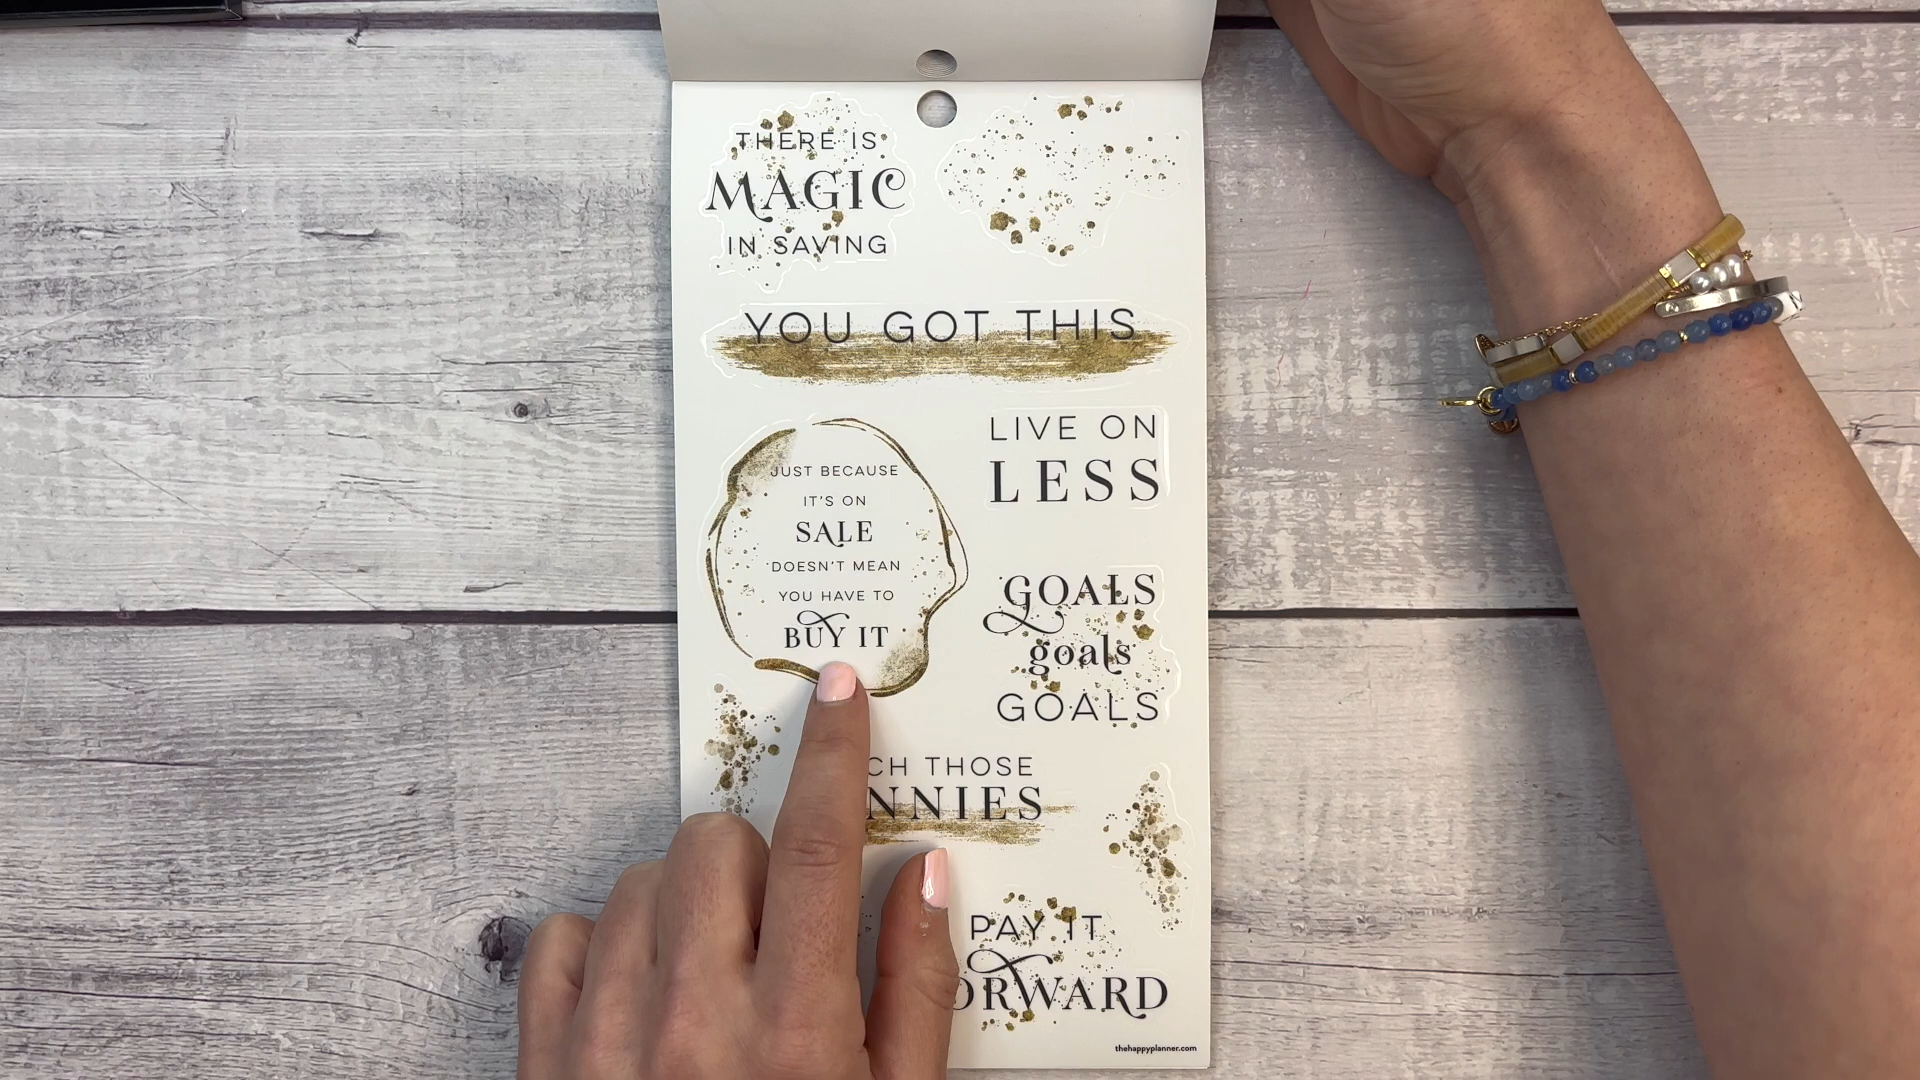 THERE IS
MAGIC
IN SAVING
YOU GOT THIS
JUST BECAUSE
IT'S ON
SALE
DOESN'T MEAN
YOU HAVE TO
BUY IT
LIVE ON
LESS
GOALS
goals
GOALS
CH THOSE
NNIES
PAY IT
ORWARD
thehappyplanner.com